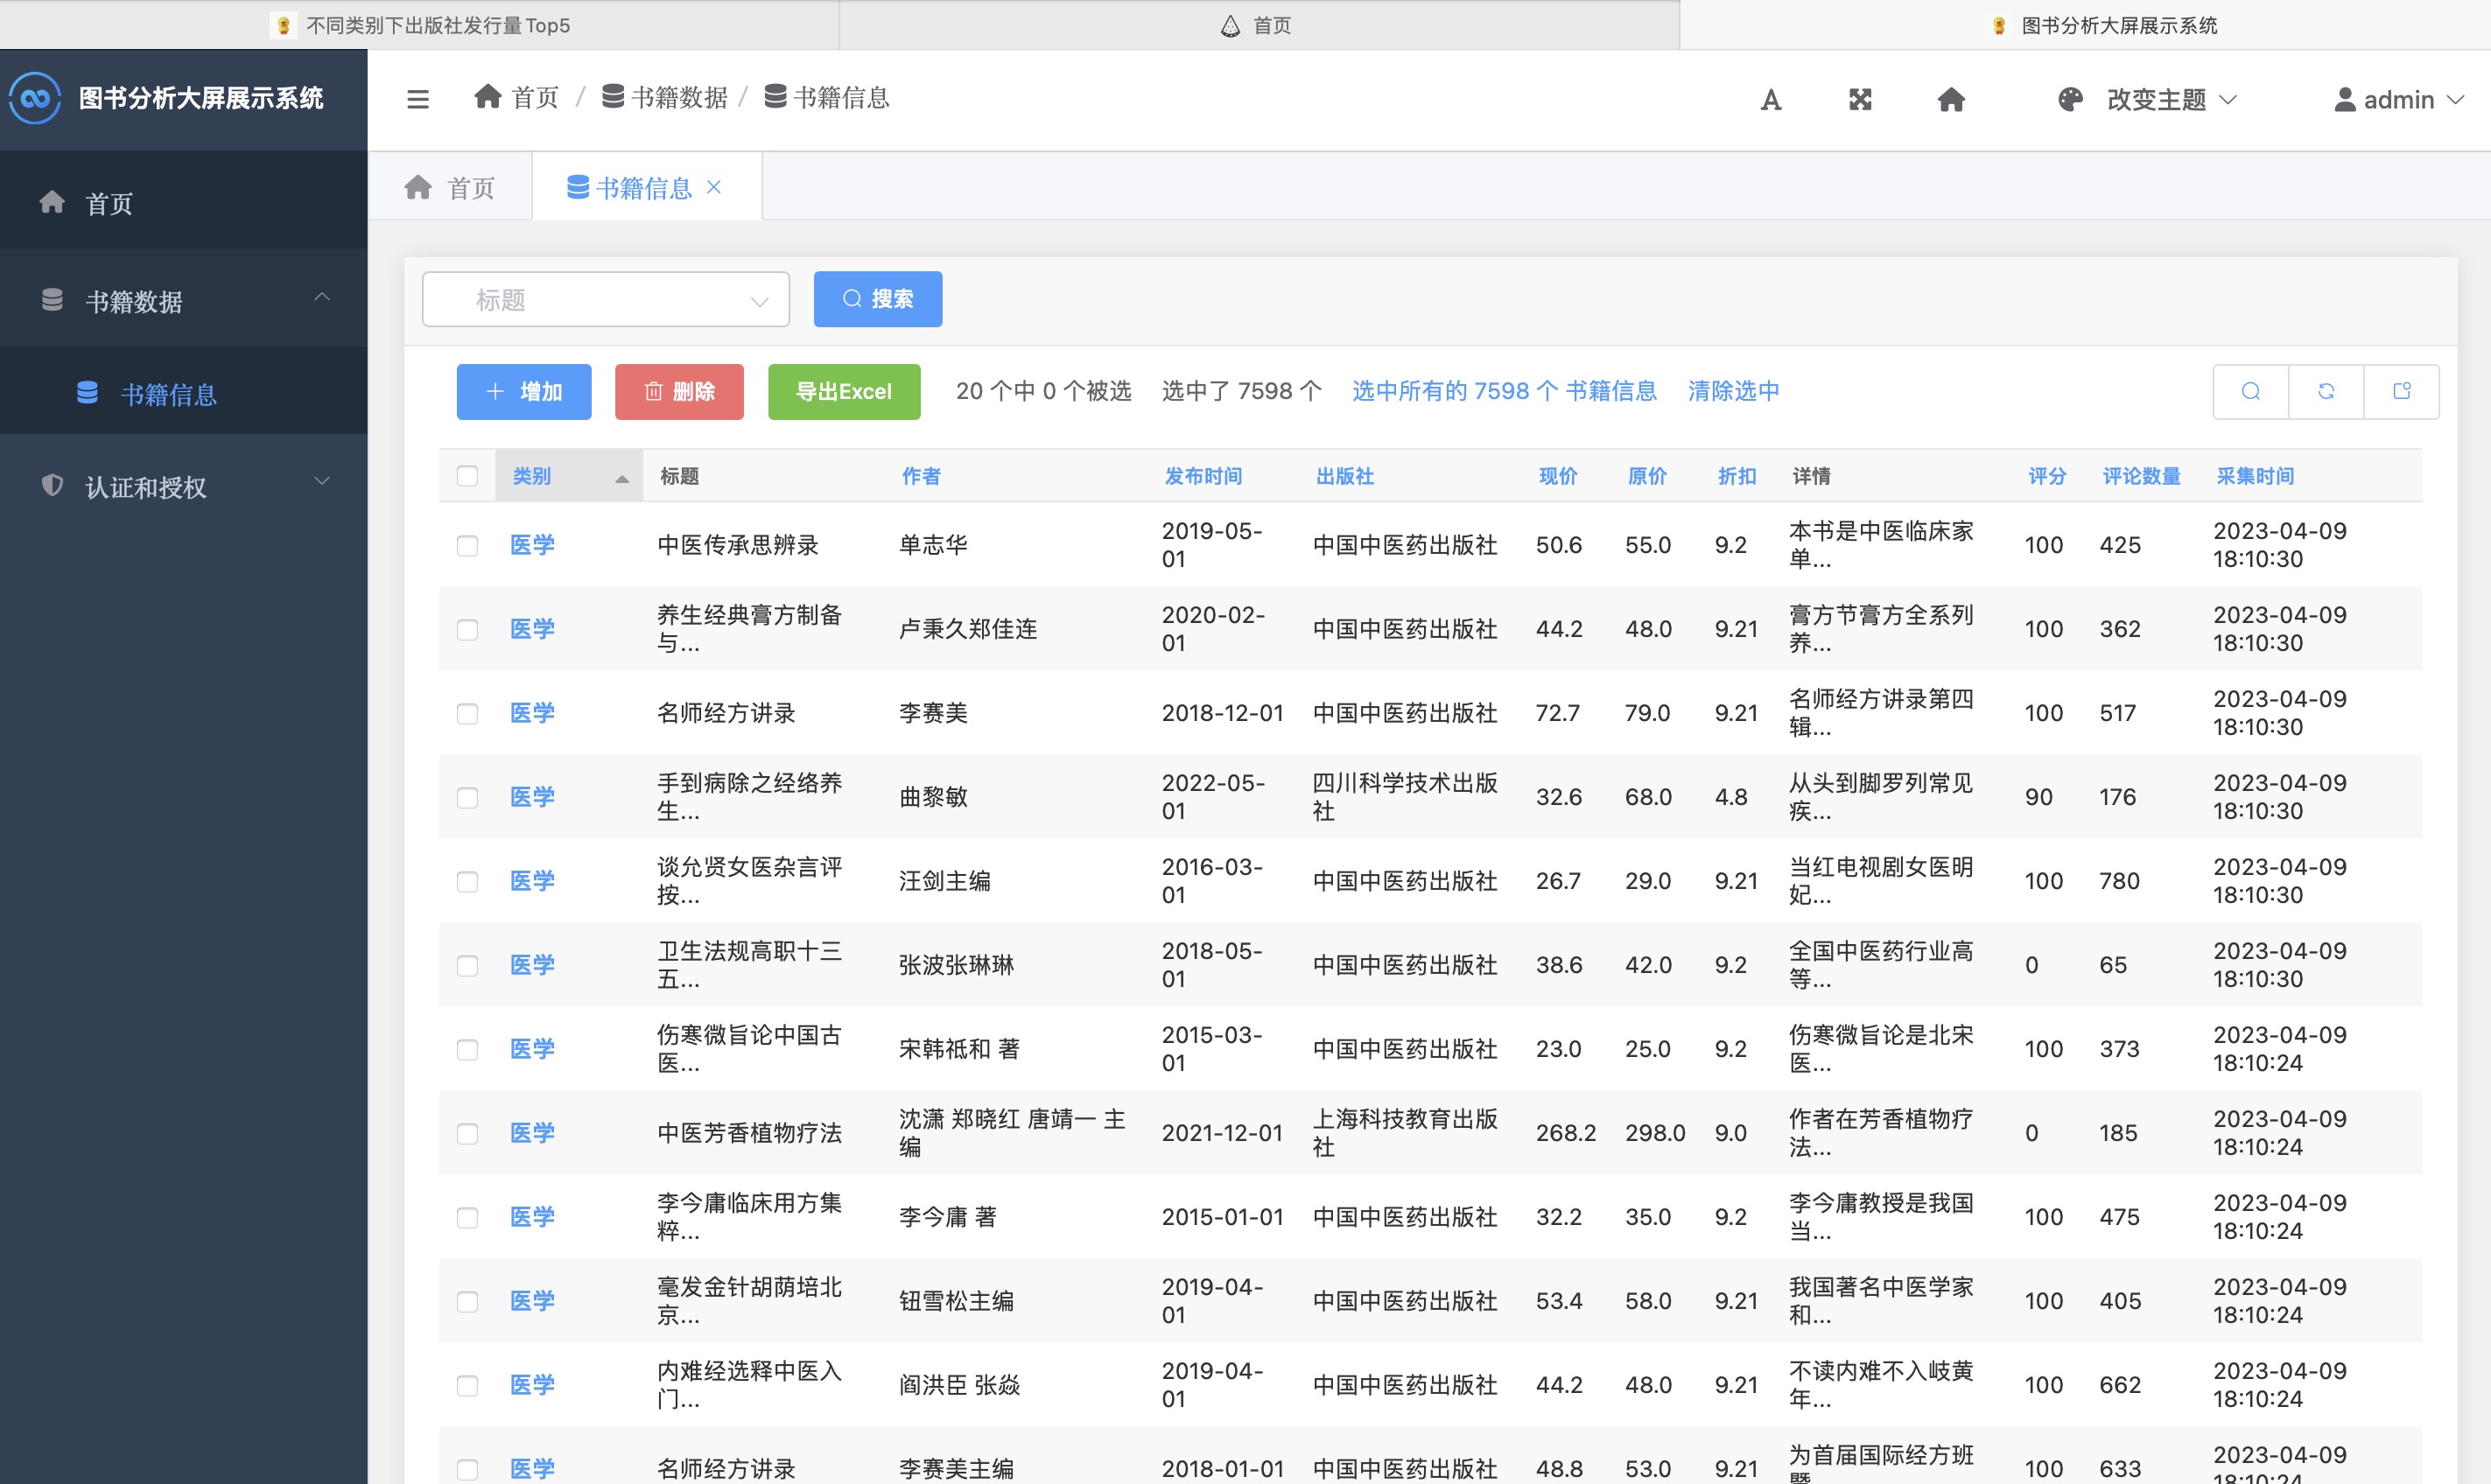 不同类别下出版社发行量Top5
首页
图书分析大屏展示系统
图书分析大屏展示系统
首页 / 书籍数据 / 书籍信息
改变主题
admin
首页
书籍数据
书籍信息
认证和授权
首页
书籍信息
标题
搜索
增加
删除
导出Excel
20 个中 0 个被选
选中了 7598 个
选中所有的 7598 个 书籍信息
清除选中
类别 标题 作者 发布时间 出版社 现价 原价 折扣 详情 评分 评论数量 采集时间
医学 中医传承思辨录 单志华 2019-05-01 中国中医药出版社 50.6 55.0 9.2 本书是中医临床家单... 100 425 2023-04-09 18:10:30
医学 养生经典膏方制备与... 卢秉久郑佳连 2020-02-01 中国中医药出版社 44.2 48.0 9.21 膏方节膏方全系列养... 100 362 2023-04-09 18:10:30
医学 名师经方讲录 李赛美 2018-12-01 中国中医药出版社 72.7 79.0 9.21 名师经方讲录第四辑... 100 517 2023-04-09 18:10:30
医学 手到病除之经络养生... 曲黎敏 2022-05-01 四川科学技术出版社 32.6 68.0 4.8 从头到脚罗列常见疾... 90 176 2023-04-09 18:10:30
医学 谈允贤女医杂言评按... 汪剑主编 2016-03-01 中国中医药出版社 26.7 29.0 9.21 当红电视剧女医明妃... 100 780 2023-04-09 18:10:30
医学 卫生法规高职十三五... 张波张琳琳 2018-05-01 中国中医药出版社 38.6 42.0 9.2 全国中医药行业高等... 0 65 2023-04-09 18:10:30
医学 伤寒微旨论中国古医... 宋韩祗和 著 2015-03-01 中国中医药出版社 23.0 25.0 9.2 伤寒微旨论是北宋医... 100 373 2023-04-09 18:10:24
医学 中医芳香植物疗法 沈潇 郑晓红 唐靖一 主编 2021-12-01 上海科技教育出版社 268.2 298.0 9.0 作者在芳香植物疗法... 0 185 2023-04-09 18:10:24
医学 李今庸临床用方集粹... 李今庸 著 2015-01-01 中国中医药出版社 32.2 35.0 9.2 李今庸教授是我国当... 100 475 2023-04-09 18:10:24
医学 毫发金针胡荫培北京... 钮雪松主编 2019-04-01 中国中医药出版社 53.4 58.0 9.21 我国著名中医学家和... 100 405 2023-04-09 18:10:24
医学 内难经选释中医入门... 阎洪臣 张焱 2019-04-01 中国中医药出版社 44.2 48.0 9.21 不读内难不入岐黄年... 100 662 2023-04-09 18:10:24
医学 名师经方讲录 李赛美主编 2018-01-01 中国中医药出版社 48.8 53.0 9.21 为首届国际经方班 100 633 2023-04-09 18:10:24